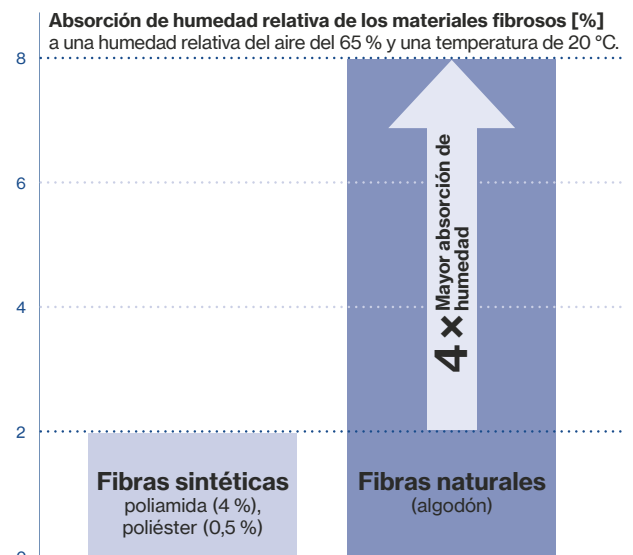 Absorción de humedad relativa de los materiales fibrosos [%]
a una humedad relativa del aire del 65 % y una temperatura de 20 °C.
8
6
4
2
0
4 × Mayor absorción de
humedad
Fibras sintéticas
poliamida (4 %),
poliéster (0,5 %)
Fibras naturales
(algodón)